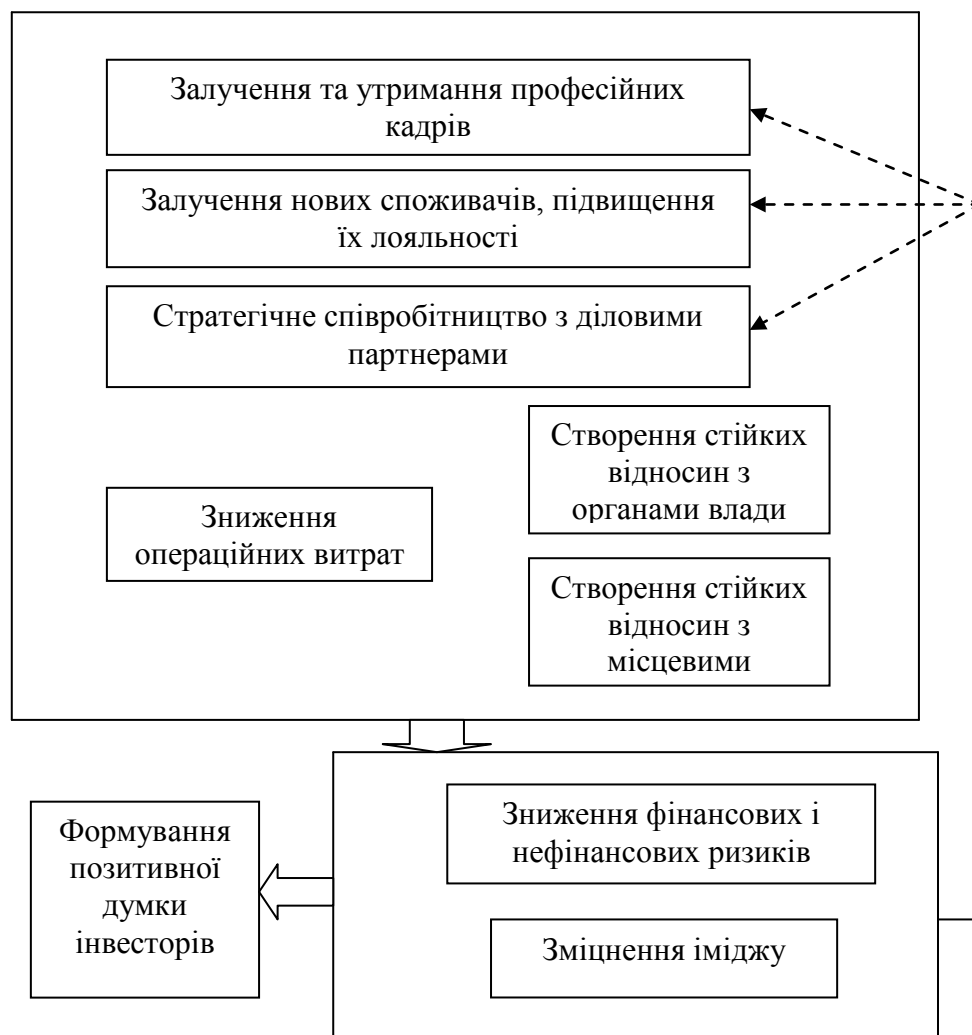 Залучення та утримання професійних
кадрів
Залучення нових споживачів, підвищення
їх лояльності
Стратегічне співробітництво з діловими
партнерами
Створення стійких
відносин з
органами влади
Зниження
операційних витрат
Створення стійких
відносин з
місцевими
Формування
позитивної
думки
інвесторів
Зниження фінансових і
нефінансових ризиків
Зміцнення іміджу